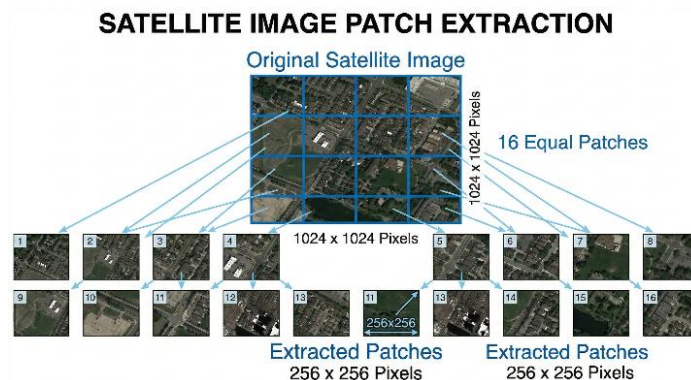 SATELLITE IMAGE PATCH EXTRACTION
Original Satellite Image
1024 x 1024 Pixels
16 Equal Patches
1024 x 1024 Pixels
1 2 3 4 5 6 7 8
9 10 11 12 13 11 13 14 15 16
256x256
Extracted Patches Extracted Patches
256 x 256 Pixels 256 x 256 Pixels